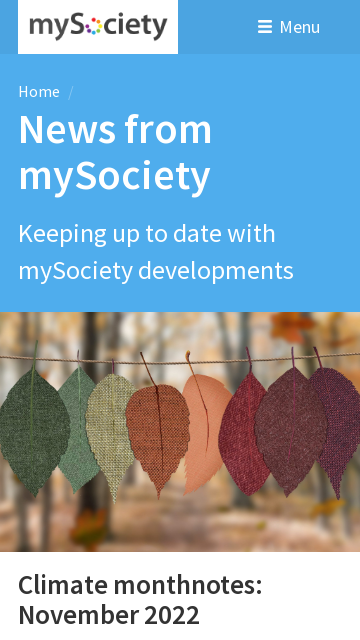 mySociety
Menu
Home /
News from
mySociety
Keeping up to date with
mySociety developments
Climate monthnotes:
November 2022